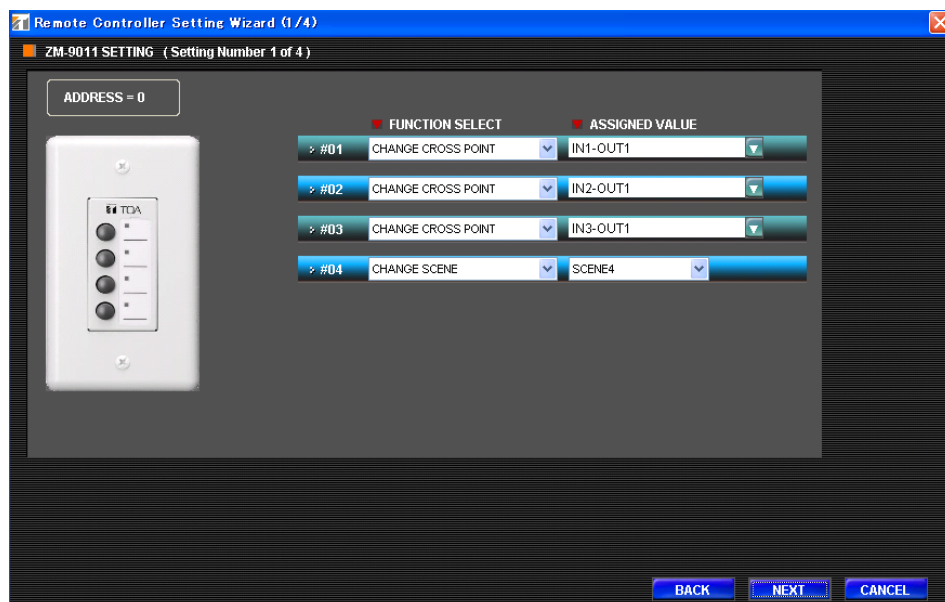 Remote Controller Setting Wizard (1/4)
ZM-9011 SETTING ( Setting Number 1 of 4 )
ADDRESS = 0
FUNCTION SELECT ASSIGNED VALUE
> #01 CHANGE CROSS POINT IN1-OUT1
> #02 CHANGE CROSS POINT IN2-OUT1
> #03 CHANGE CROSS POINT IN3-OUT1
> #04 CHANGE SCENE SCENE4
TOA
BACK NEXT CANCEL